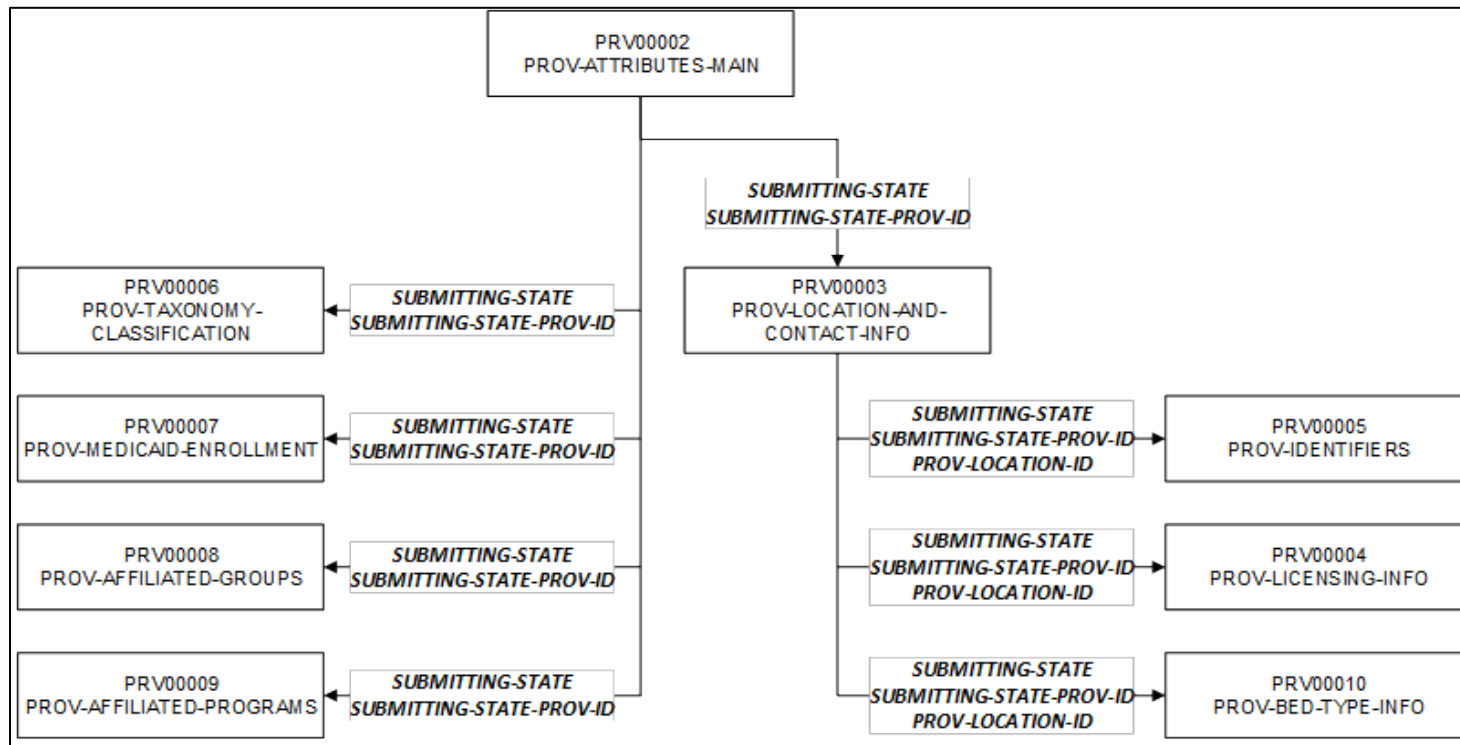 PRV00002
PROV-ATTRIBUTES-MAIN
SUBMITTING-STATE
SUBMITTING-STATE-PROV-ID
PRV00006
PROV-TAXONOMY-
CLASSIFICATION
SUBMITTING-STATE
SUBMITTING-STATE-PROV-ID
PRV00003
PROV-LOCATION-AND-
CONTACT-INFO
PRV00007
PROV-MEDICAID-ENROLLMENT
SUBMITTING-STATE
SUBMITTING-STATE-PROV-ID
SUBMITTING-STATE
SUBMITTING-STATE-PROV-ID
PROV-LOCATION-ID
PRV00005
PROV-IDENTIFIERS
PRV00008
PROV-AFFILIATED-GROUPS
SUBMITTING-STATE
SUBMITTING-STATE-PROV-ID
SUBMITTING-STATE
SUBMITTING-STATE-PROV-ID
PROV-LOCATION-ID
PRV00004
PROV-LICENSING-INFO
PRV00009
PROV-AFFILIATED-PROGRAMS
SUBMITTING-STATE
SUBMITTING-STATE-PROV-ID
SUBMITTING-STATE
SUBMITTING-STATE-PROV-ID
PROV-LOCATION-ID
PRV00010
PROV-BED-TYPE-INFO